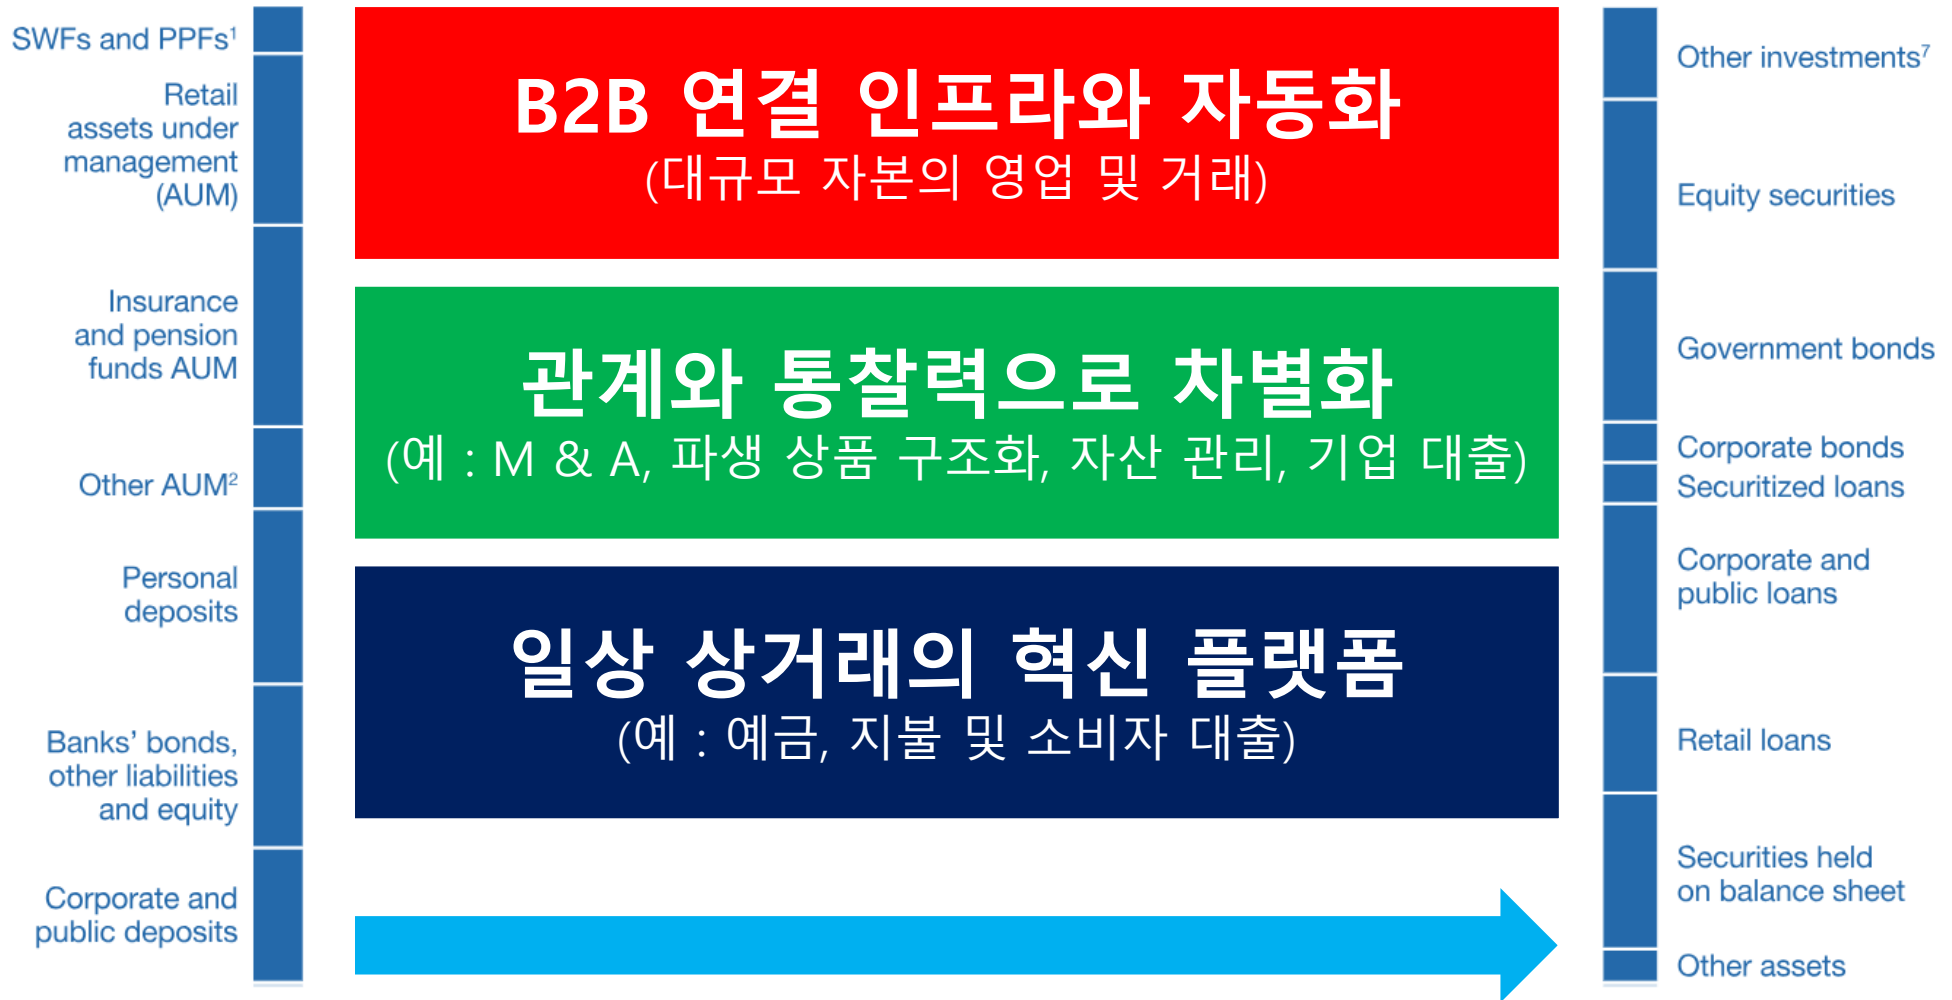 SWFs and PPFs¹
Retail
assets under
management
(AUM)
Insurance
and pension
funds AUM
Other AUM²
Personal
deposits
Banks’ bonds,
other liabilities
and equity
Corporate and
public deposits
B2B 연결 인프라와 자동화
(대규모 자본의 영업 및 거래)
관계와 통찰력으로 차별화
(예 : M & A, 파생 상품 구조화, 자산 관리, 기업 대출)
일상 상거래의 혁신 플랫폼
(예 : 예금, 지불 및 소비자 대출)
Other investments⁷
Equity securities
Government bonds
Corporate bonds
Securitized loans
Corporate and
public loans
Retail loans
Securities held
on balance sheet
Other assets